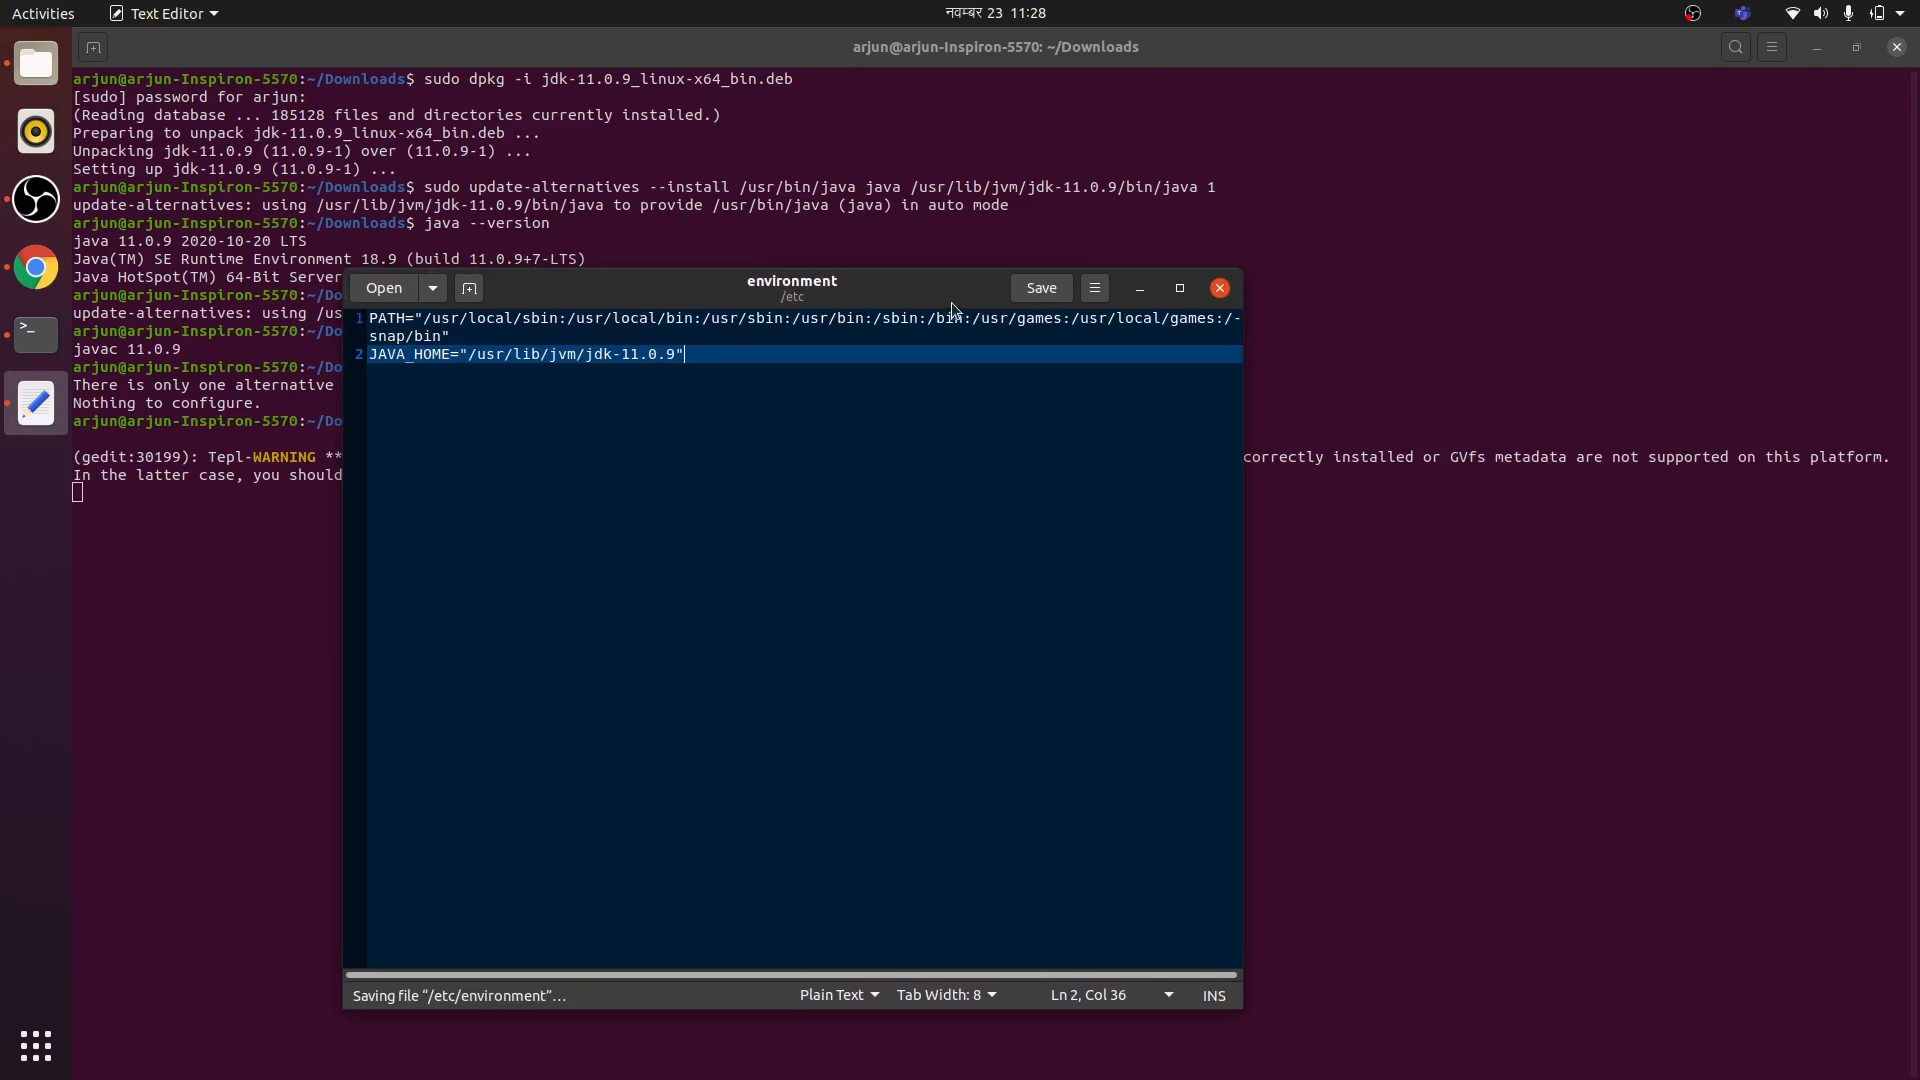 Activities
Text Editor
नवम्बर 23 11:28
arjun@arjun-Inspiron-5570: ~/Downloads
arjun@arjun-Inspiron-5570:~/Downloads$ sudo dpkg -i jdk-11.0.9_linux-x64_bin.deb
[sudo] password for arjun:
(Reading database ... 185128 files and directories currently installed.)
Preparing to unpack jdk-11.0.9_linux-x64_bin.deb ...
Unpacking jdk-11.0.9 (11.0.9-1) over (11.0.9-1) ...
Setting up jdk-11.0.9 (11.0.9-1) ...
arjun@arjun-Inspiron-5570:~/Downloads$ sudo update-alternatives --install /usr/bin/java java /usr/lib/jvm/jdk-11.0.9/bin/java 1
update-alternatives: using /usr/lib/jvm/jdk-11.0.9/bin/java to provide /usr/bin/java (java) in auto mode
arjun@arjun-Inspiron-5570:~/Downloads$ java --version
java 11.0.9 2020-10-20 LTS
Java(TM) SE Runtime Environment 18.9 (build 11.0.9+7-LTS)
Java HotSpot(TM) 64-Bit Server
arjun@arjun-Inspiron-5570:~/Do
update-alternatives: using /us
arjun@arjun-Inspiron-5570:~/Do
javac 11.0.9
arjun@arjun-Inspiron-5570:~/Do
There is only one alternative
Nothing to configure.
arjun@arjun-Inspiron-5570:~/Do
(gedit:30199): Tepl-WARNING ** correctly installed or GVfs metadata are not supported on this platform.
In the latter case, you should
Open
environment
/etc
Save
1 PATH="/usr/local/sbin:/usr/local/bin:/usr/sbin:/usr/bin:/sbin:/bin:/usr/games:/usr/local/games:/-
snap/bin"
2 JAVA_HOME="/usr/lib/jvm/jdk-11.0.9"
Saving file “/etc/environment”…
Plain Text
Tab Width: 8
Ln 2, Col 36
INS